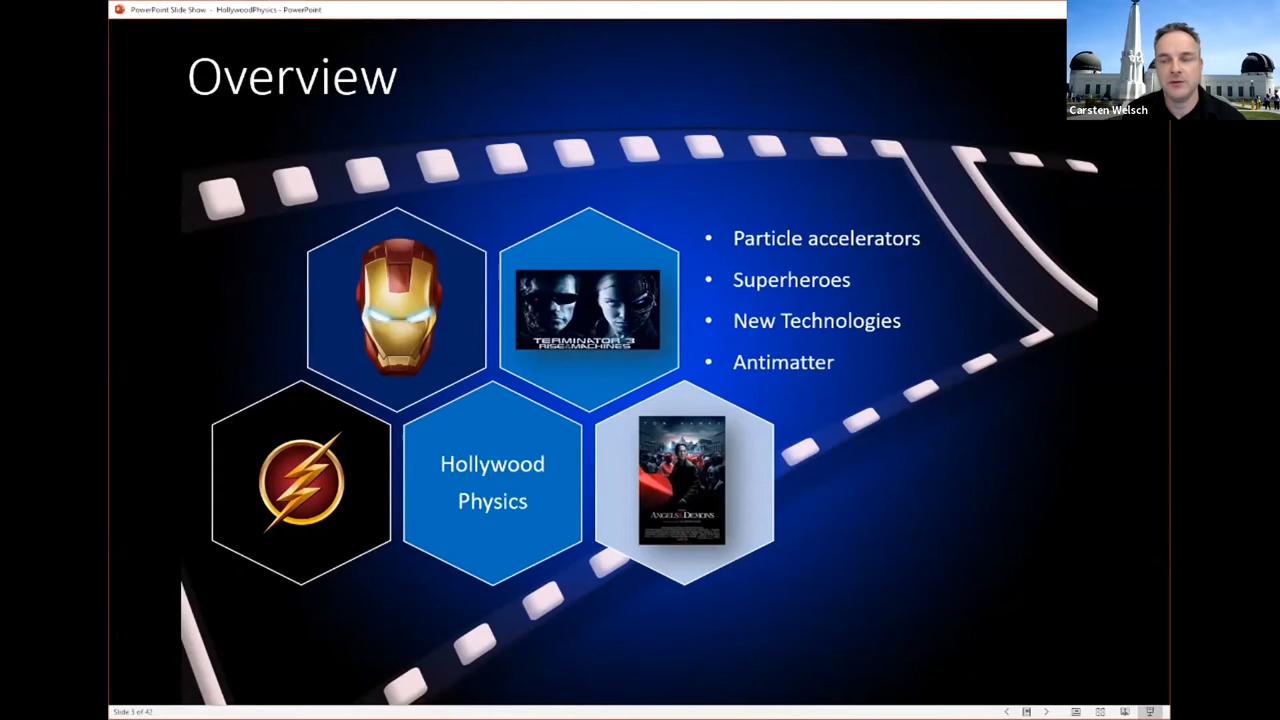 PowerPoint Slide Show - HollywoodPhysics - PowerPoint
Carsten Welsch
Overview
• Particle accelerators
• Superheroes
• New Technologies
• Antimatter
TERMINATOR 3
RISE OF THE MACHINES
Hollywood
Physics
ANGELS & DEMONS
Slide 3 of 42